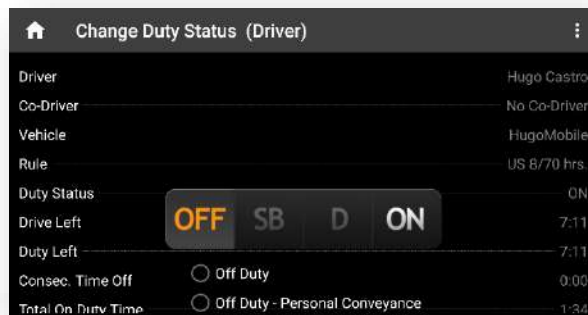 Change Duty Status (Driver)
Driver Hugo Castro
Co-Driver No Co-Driver
Vehicle HugoMobile
Rule US 8/70 hrs.
Duty Status ON
OFF SB D ON
Drive Left 7:11
Duty Left 7:11
Off Duty
Consec. Time Off 0:00
Off Duty - Personal Conveyance
Total On Duty Time 1:34